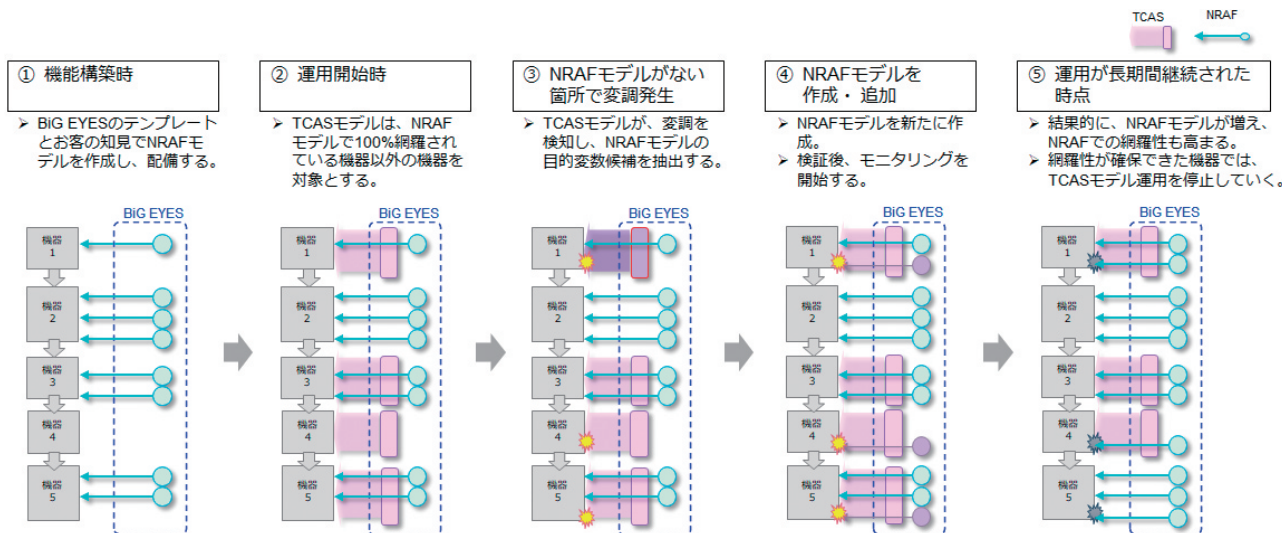 TCAS NRAF
① 機能構築時
➢ BiG EYESのテンプレート
とお客の知見でNRAFモ
デルを作成し、配備する。
② 運用開始時
➢ TCASモデルは、NRAF
モデルで100%網羅され
ている機器以外の機器を
対象とする。
③ NRAFモデルがない
箇所で変調発生
➢ TCASモデルが、変調を
検知し、NRAFモデルの
目的変数候補を抽出する。
④ NRAFモデルを
作成・ 追加
➢ NRAFモデルを新たに作
成。
➢ 検証後、モニタリングを
開始する。
⑤ 運用が長期間継続された
時点
➢ 結果的に、NRAFモデルが増え、
NRAFでの網羅性も高まる。
➢ 網羅性が確保できた機器では、
TCASモデル運用を停止していく。
BiG EYES
機器
1
機器
2
機器
3
機器
4
機器
5
BiG EYES
機器
1
機器
2
機器
3
機器
4
機器
5
BiG EYES
機器
1
機器
2
機器
3
機器
4
機器
5
BiG EYES
機器
1
機器
2
機器
3
機器
4
機器
5
BiG EYES
機器
1
機器
2
機器
3
機器
4
機器
5